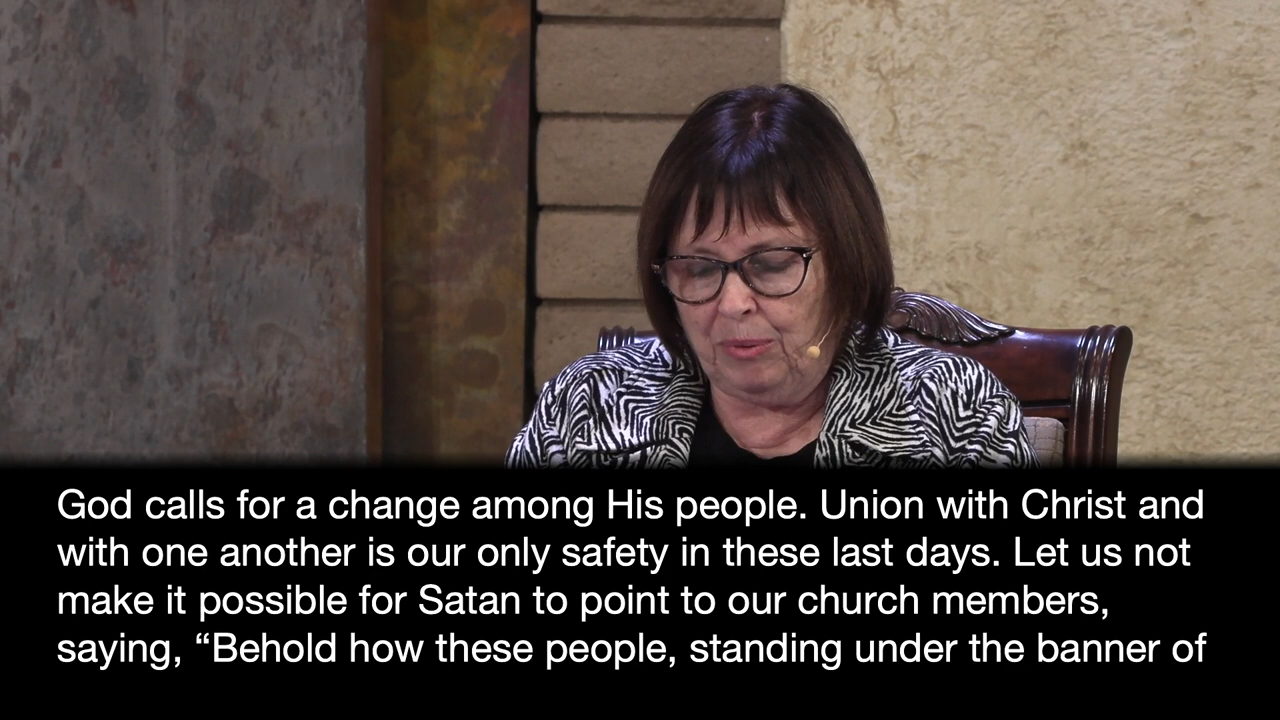 God calls for a change among His people. Union with Christ and
with one another is our only safety in these last days. Let us not
make it possible for Satan to point to our church members,
saying, “Behold how these people, standing under the banner of